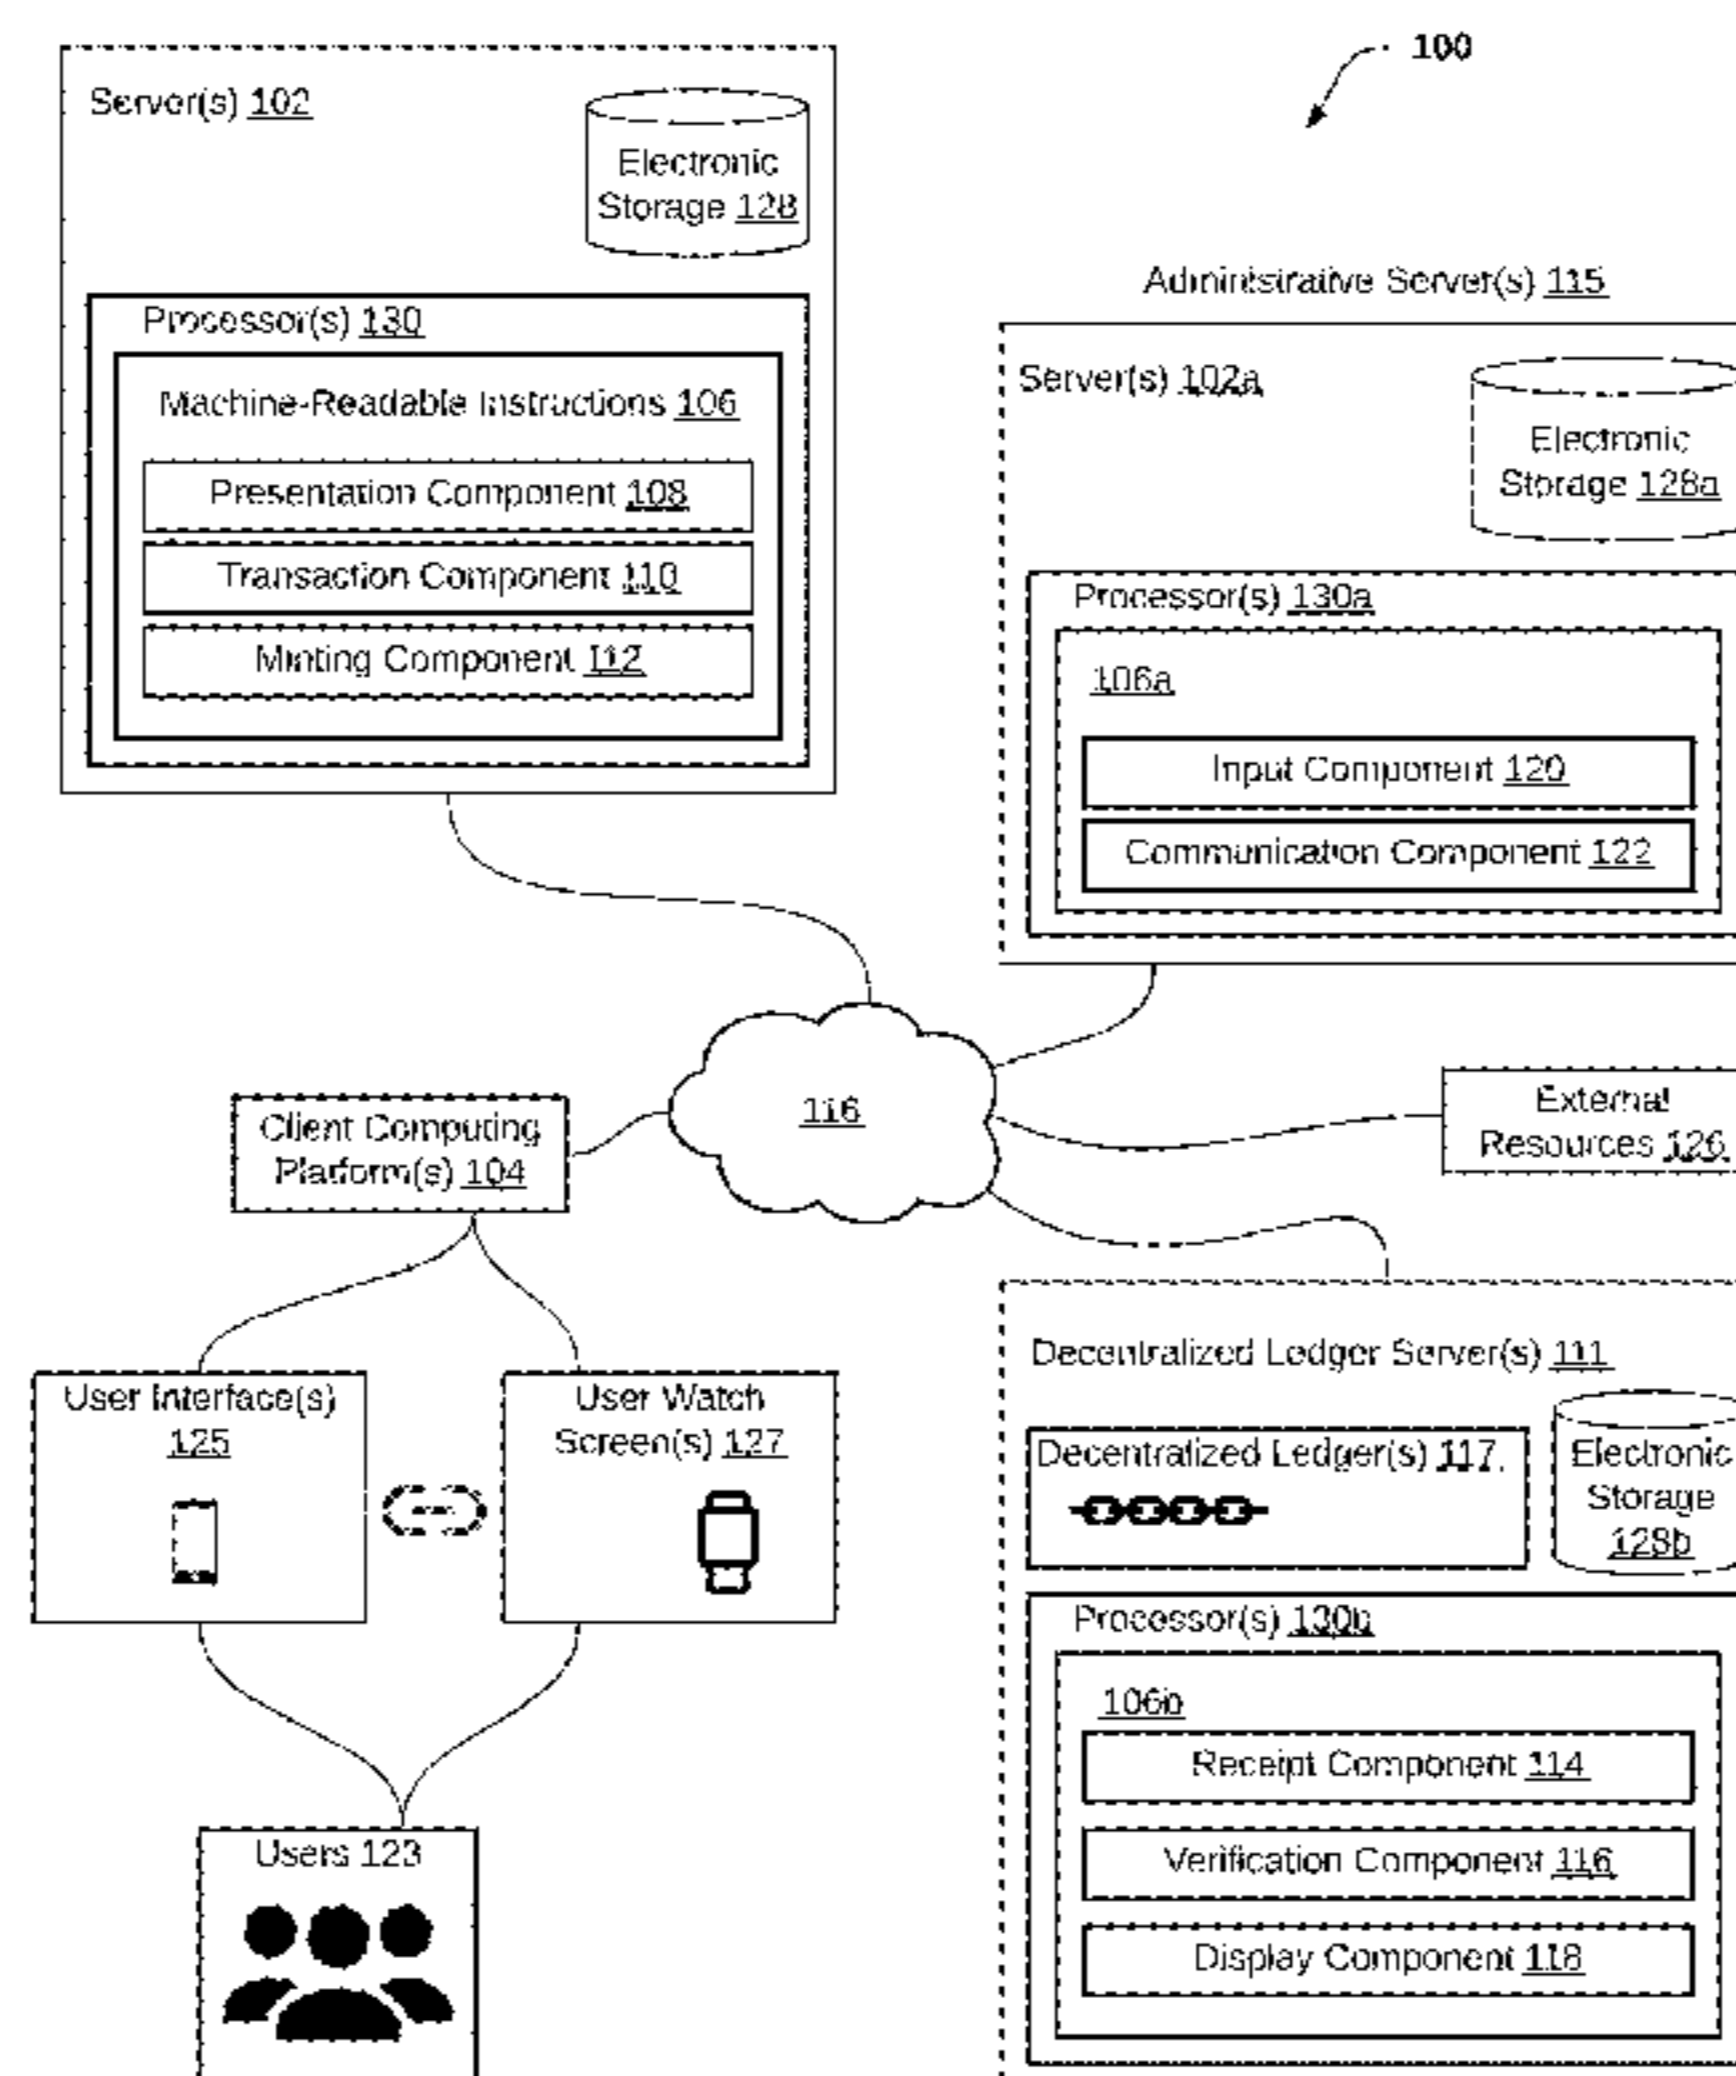 100
Server(s) 102
Electronic
Storage 128
Processor(s) 130
Machine-Readable Instructions 106
Presentation Component 108
Transaction Component 110
Minting Component 112
Administrative Server(s) 115
Server(s) 102a
Electronic
Storage 128a
Processor(s) 130a
106a
Input Component 120
Communication Component 122
116
Client Computing
Platform(s) 104
External
Resources 126
User Interface(s)
125
User Watch
Screen(s) 127
Users 123
Decentralized Ledger Server(s) 111
Decentralized Ledger(s) 117
Electronic
Storage
128b
Processor(s) 130b
106b
Receipt Component 114
Verification Component 116
Display Component 118